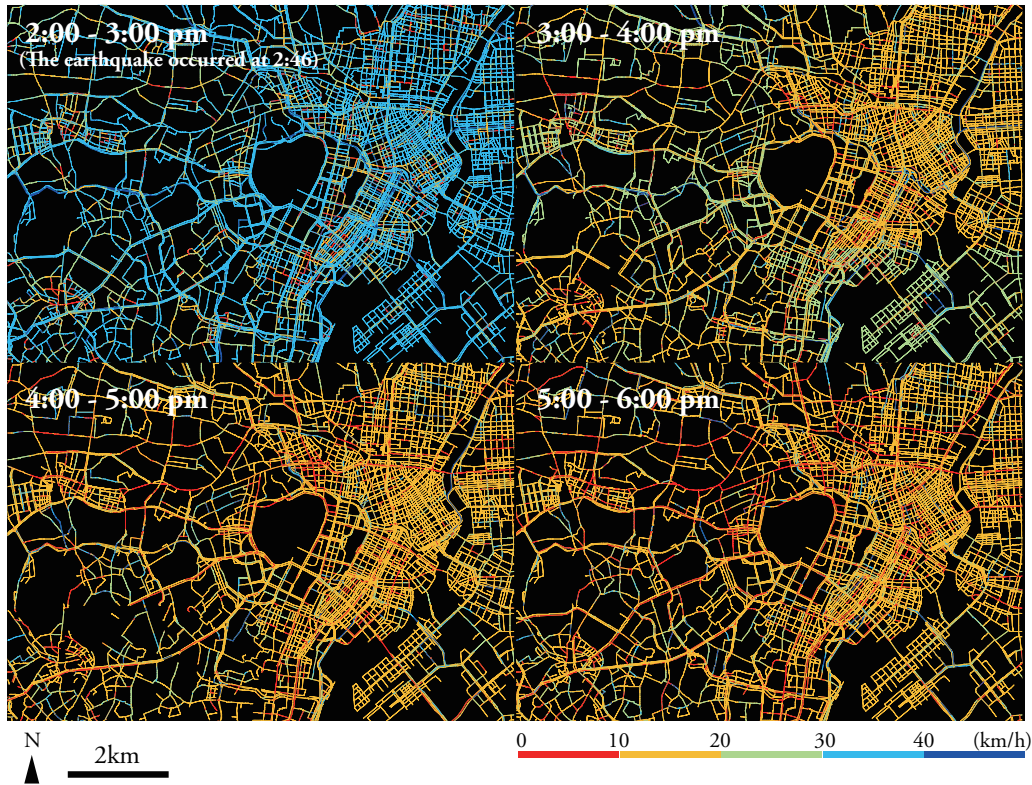 2:00 - 3:00 pm
(The earthquake occurred at 2:46)
3:00 - 4:00 pm
4:00 - 5:00 pm
5:00 - 6:00 pm
N
2km
0 10 20 30 40 (km/h)